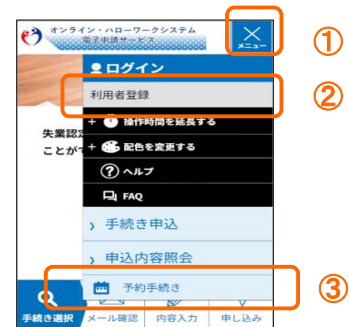 オンライン・ハローワークシステム
電子申請サービス
メニュー
①
ログイン
利用者登録
②
+ 操作時間を延長する
失業認定
+ 配色を変更する
ことがで
? ヘルプ
FAQ
› 手続き申込
› 申込内容照会
予約手続き
③
手続き選択
メール確認
内容入力
申し込み